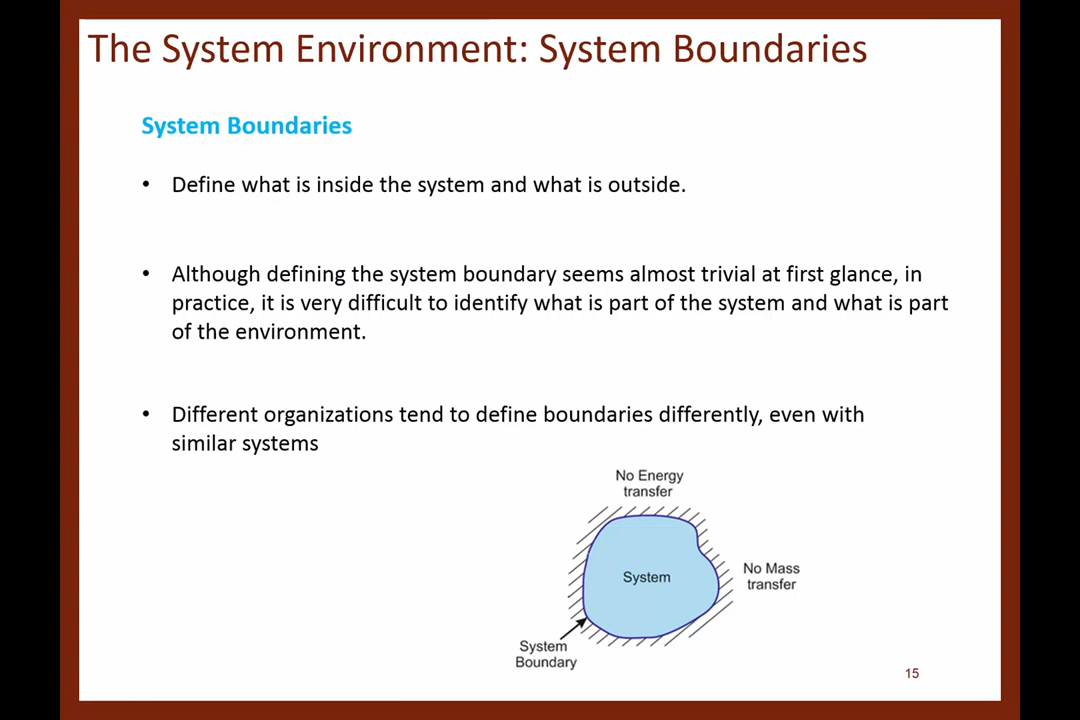 The System Environment: System Boundaries
System Boundaries
• Define what is inside the system and what is outside.
• Although defining the system boundary seems almost trivial at first glance, in
practice, it is very difficult to identify what is part of the system and what is part
of the environment.
• Different organizations tend to define boundaries differently, even with
similar systems
No Energy
transfer
System
No Mass
transfer
System
Boundary
15